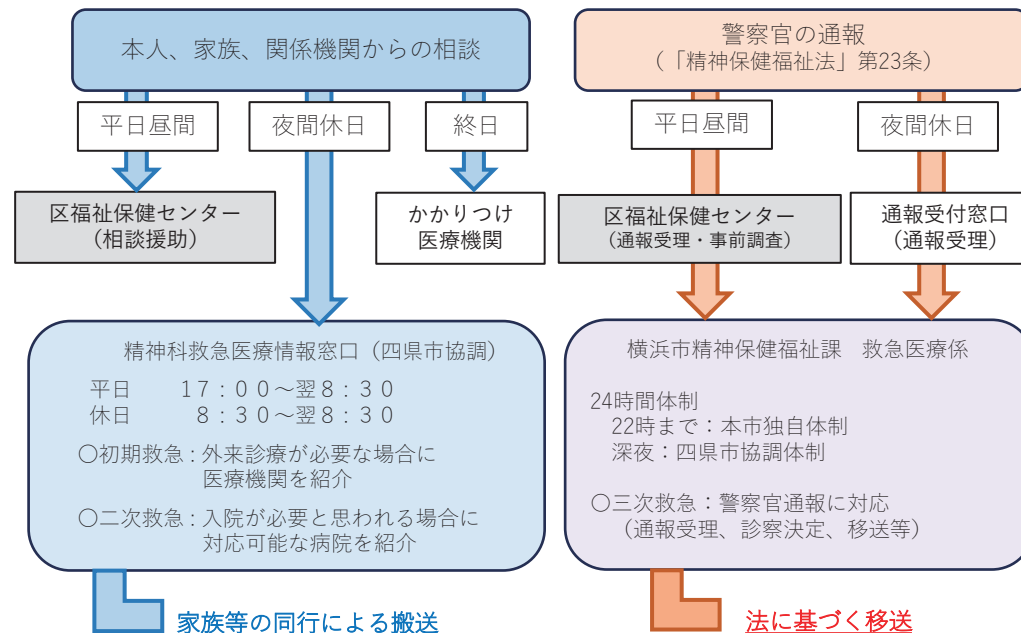 本人、家族、関係機関からの相談
平日昼間
夜間休日
終日
区福祉保健センター
（相談援助）
かかりつけ
医療機関
精神科救急医療情報窓口（四県市協調）
平日　１７：００～翌８：３０
休日　８：３０～翌８：３０
〇初期救急：外来診療が必要な場合に
医療機関を紹介
〇二次救急：入院が必要と思われる場合に
対応可能な病院を紹介
家族等の同行による搬送
警察官の通報
（「精神保健福祉法」第23条）
平日昼間
夜間休日
区福祉保健センター
（通報受理・事前調査）
通報受付窓口
（通報受理）
横浜市精神保健福祉課　救急医療係
24時間体制
22時まで：本市独自体制
深夜：四県市協調体制
〇三次救急：警察官通報に対応
（通報受理、診察決定、移送等）
法に基づく移送